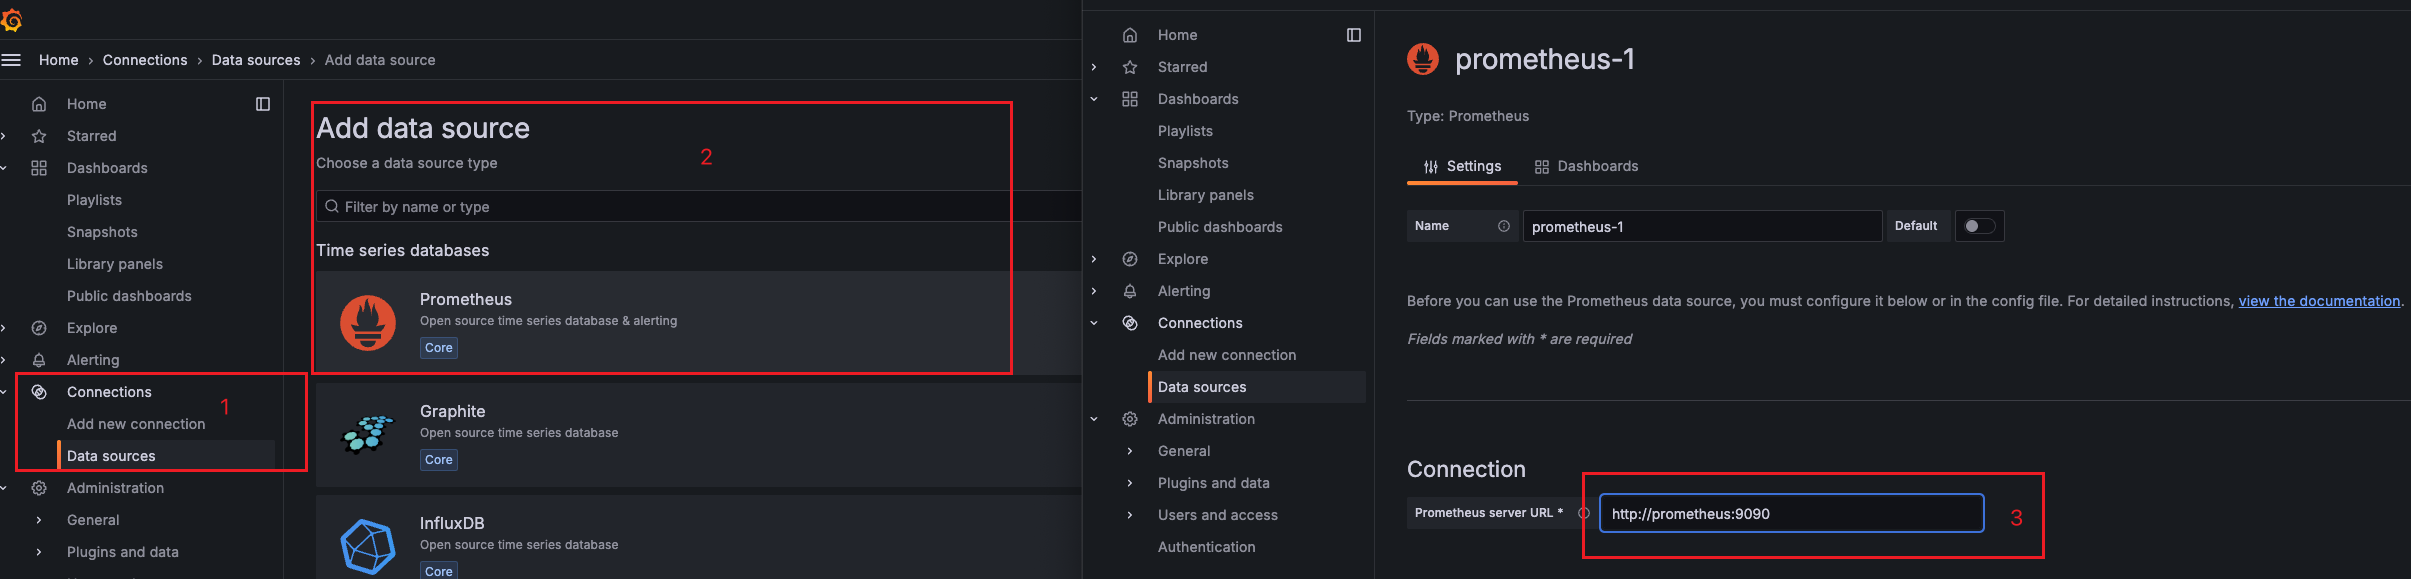 Home › Connections › Data sources › Add data source
Home
Starred
Dashboards
Playlists
Snapshots
Library panels
Public dashboards
Explore
Alerting
Connections
1
Add new connection
Data sources
Administration
General
Plugins and data
Add data source
2
Choose a data source type
Filter by name or type
Time series databases
Prometheus
Open source time series database & alerting
Core
Graphite
Open source time series database
Core
InfluxDB
Open source time series database
Core
Home
Starred
Dashboards
Playlists
Snapshots
Library panels
Public dashboards
Explore
Alerting
Connections
Add new connection
Data sources
Administration
General
Plugins and data
Users and access
Authentication
prometheus-1
Type: Prometheus
Settings Dashboards
Name prometheus-1 Default
Before you can use the Prometheus data source, you must configure it below or in the config file. For detailed instructions, view the documentation.
Fields marked with * are required
Connection
Prometheus server URL * http://prometheus:9090 3